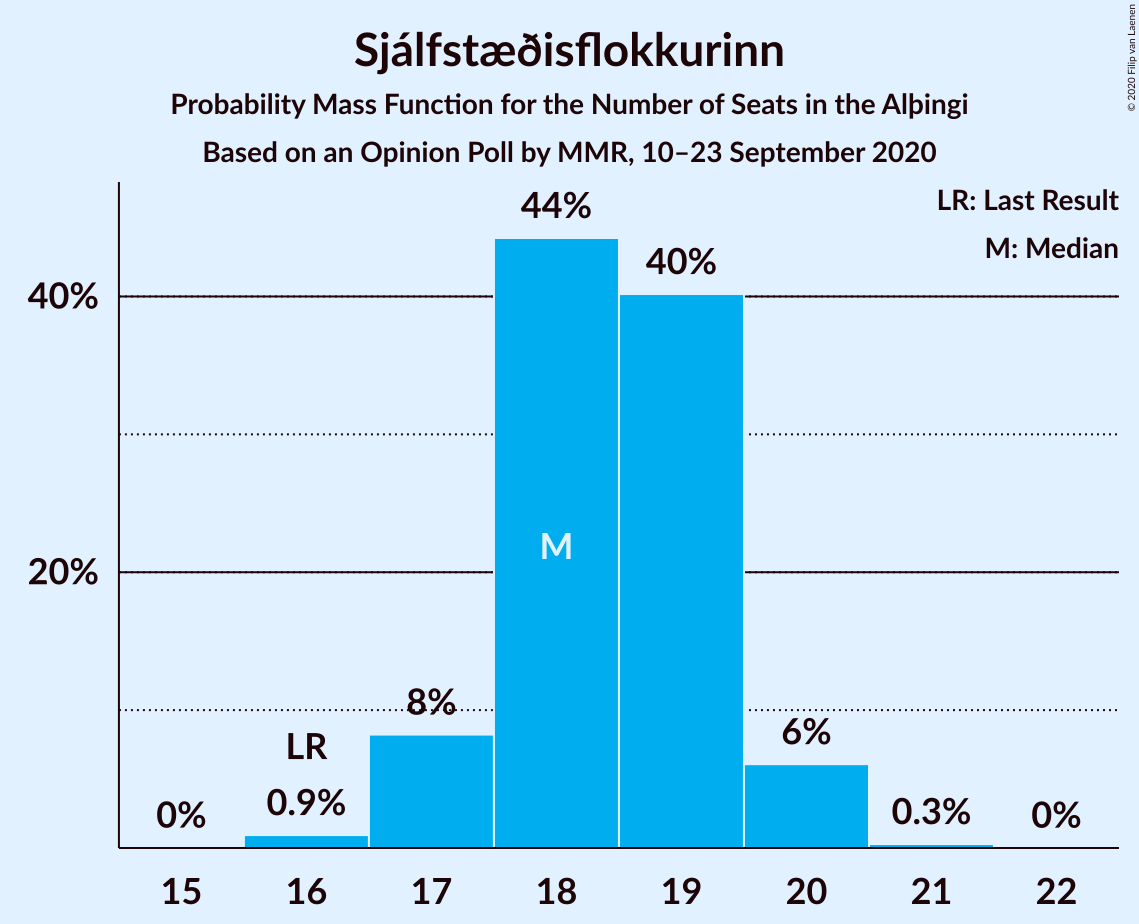 Sjálfstæðisflokkurinn
Probability Mass Function for the Number of Seats in the Alþingi
Based on an Opinion Poll by MMR, 10–23 September 2020
© 2020 Filip van Laenen
LR: Last Result
M: Median
40%
20%
0%
LR
0.9%
8%
44%
M
40%
6%
0.3%
0%
15 16 17 18 19 20 21 22